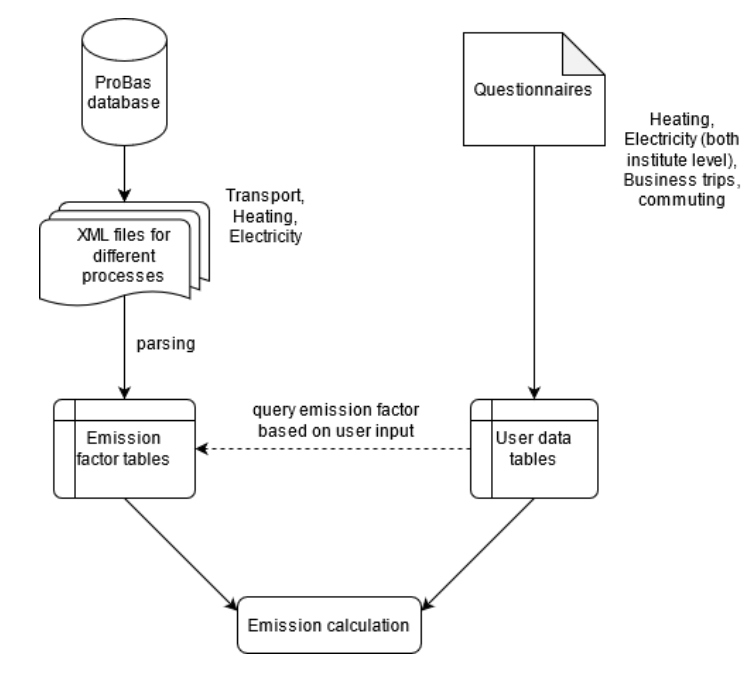 ProBas
database
Questionnaires
Heating,
Electricity (both
institute level),
Business trips,
commuting
Transport,
Heating,
Electricity
XML files for
different
processes
parsing
query emission factor
based on user input
Emission
factor tables
User data
tables
Emission calculation